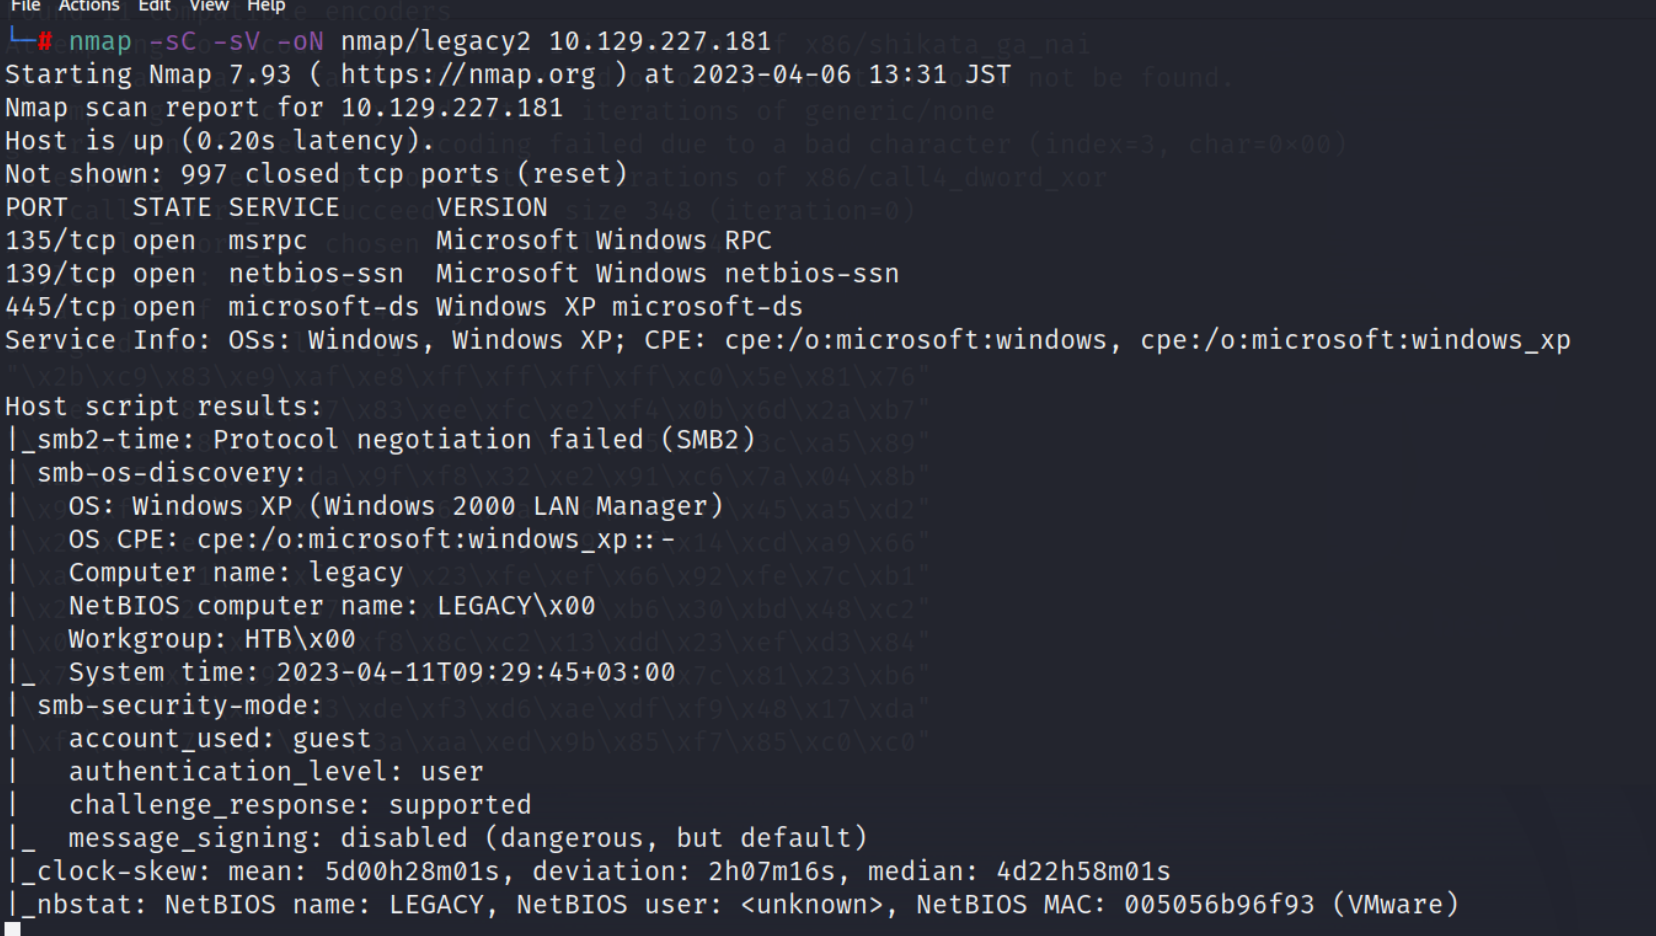 File Actions Edit View Help
└─# nmap -sC -sV -oN nmap/legacy2 10.129.227.181
Starting Nmap 7.93 ( https://nmap.org ) at 2023-04-06 13:31 JST
Nmap scan report for 10.129.227.181
Host is up (0.20s latency).
Not shown: 997 closed tcp ports (reset)
PORT    STATE SERVICE      VERSION
135/tcp open  msrpc        Microsoft Windows RPC
139/tcp open  netbios-ssn  Microsoft Windows netbios-ssn
445/tcp open  microsoft-ds Windows XP microsoft-ds
Service Info: OSs: Windows, Windows XP; CPE: cpe:/o:microsoft:windows, cpe:/o:microsoft:windows_xp
Host script results:
|_smb2-time: Protocol negotiation failed (SMB2)
| smb-os-discovery:
|   OS: Windows XP (Windows 2000 LAN Manager)
|   OS CPE: cpe:/o:microsoft:windows_xp::-
|   Computer name: legacy
|   NetBIOS computer name: LEGACY\x00
|   Workgroup: HTB\x00
|_  System time: 2023-04-11T09:29:45+03:00
| smb-security-mode:
|   account_used: guest
|   authentication_level: user
|   challenge_response: supported
|_  message_signing: disabled (dangerous, but default)
|_clock-skew: mean: 5d00h28m01s, deviation: 2h07m16s, median: 4d22h58m01s
|_nbstat: NetBIOS name: LEGACY, NetBIOS user: <unknown>, NetBIOS MAC: 005056b96f93 (VMware)